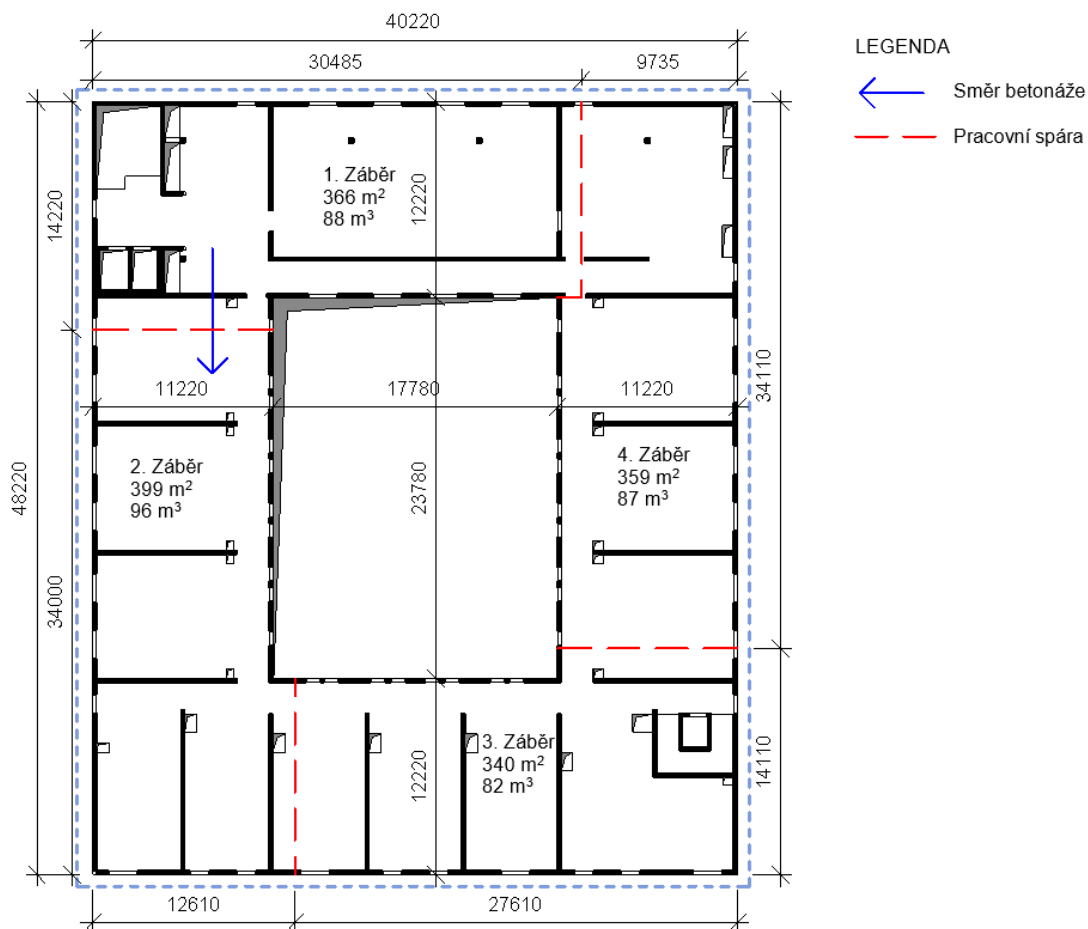 40220
30485
9735
LEGENDA
Směr betonáže
Pracovní spára
14220
12220
1. Záběr
366 m²
88 m³
34110
11220
17780
11220
48220
23780
2. Záběr
399 m²
96 m³
4. Záběr
359 m²
87 m³
34000
3. Záběr
340 m²
82 m³
12220
14110
12610
27610